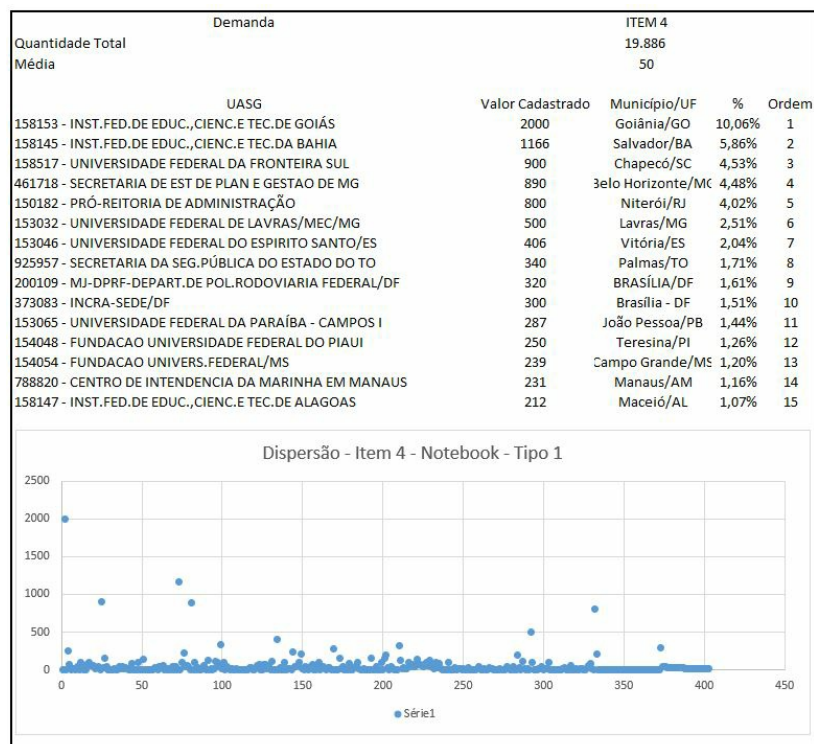 Demanda ITEM 4
Quantidade Total 19.886
Média 50
UASG Valor Cadastrado Município/UF % Ordem
158153 - INST.FED.DE EDUC.,CIENC.E TEC.DE GOIÁS 2000 Goiânia/GO 10,06% 1
158145 - INST.FED.DE EDUC.,CIENC.E TEC.DA BAHIA 1166 Salvador/BA 5,86% 2
158517 - UNIVERSIDADE FEDERAL DA FRONTEIRA SUL 900 Chapecó/SC 4,53% 3
461718 - SECRETARIA DE EST DE PLAN E GESTAO DE MG 890 Belo Horizonte/MG 4,48% 4
150182 - PRÓ-REITORIA DE ADMINISTRAÇÃO 800 Niterói/RJ 4,02% 5
153032 - UNIVERSIDADE FEDERAL DE LAVRAS/MEC/MG 500 Lavras/MG 2,51% 6
153046 - UNIVERSIDADE FEDERAL DO ESPIRITO SANTO/ES 406 Vitória/ES 2,04% 7
925957 - SECRETARIA DA SEG.PÚBLICA DO ESTADO DO TO 340 Palmas/TO 1,71% 8
200109 - MJ-DPRF-DEPART.DE POL.RODOVIARIA FEDERAL/DF 320 BRASÍLIA/DF 1,61% 9
373083 - INCRA-SEDE/DF 300 Brasília - DF 1,51% 10
153065 - UNIVERSIDADE FEDERAL DA PARAÍBA - CAMPOS I 287 João Pessoa/PB 1,44% 11
154048 - FUNDACAO UNIVERSIDADE FEDERAL DO PIAUI 250 Teresina/PI 1,26% 12
154054 - FUNDACAO UNIVERS.FEDERAL/MS 239 Campo Grande/MS 1,20% 13
788820 - CENTRO DE INTENDENCIA DA MARINHA EM MANAUS 231 Manaus/AM 1,16% 14
158147 - INST.FED.DE EDUC.,CIENC.E TEC.DE ALAGOAS 212 Maceió/AL 1,07% 15
Dispersão - Item 4 - Notebook - Tipo 1
2500
2000
1500
1000
500
0
0 50 100 150 200 250 300 350 400 450
Série1